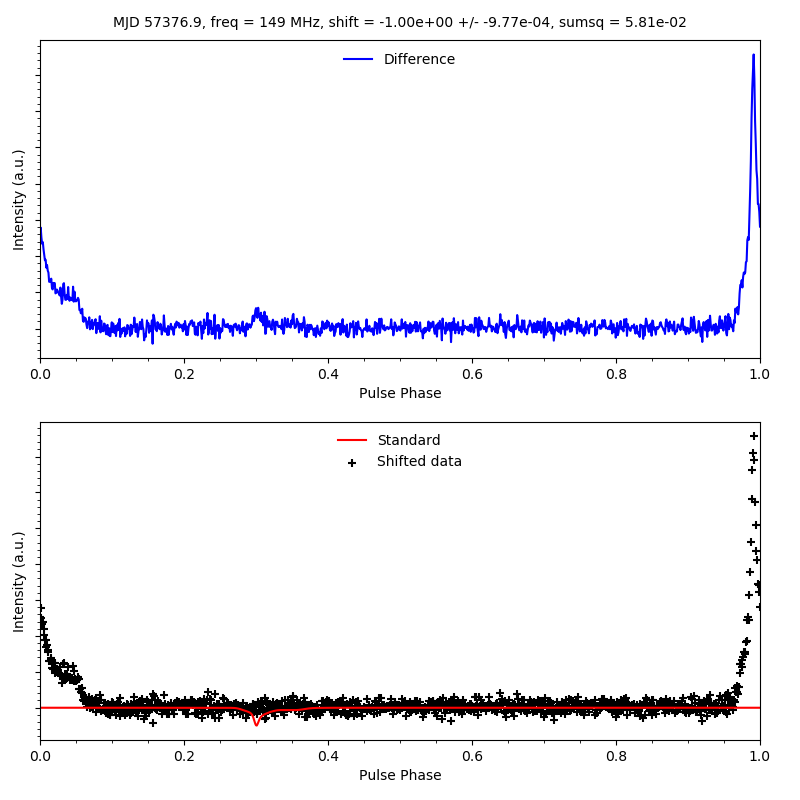 MJD 57376.9, freq = 149 MHz, shift = -1.00e+00 +/- -9.77e-04, sumsq = 5.81e-02
Difference
Intensity (a.u.)
0.0 0.2 0.4 0.6 0.8 1.0
Pulse Phase
Standard
Shifted data
Intensity (a.u.)
0.0 0.2 0.4 0.6 0.8 1.0
Pulse Phase